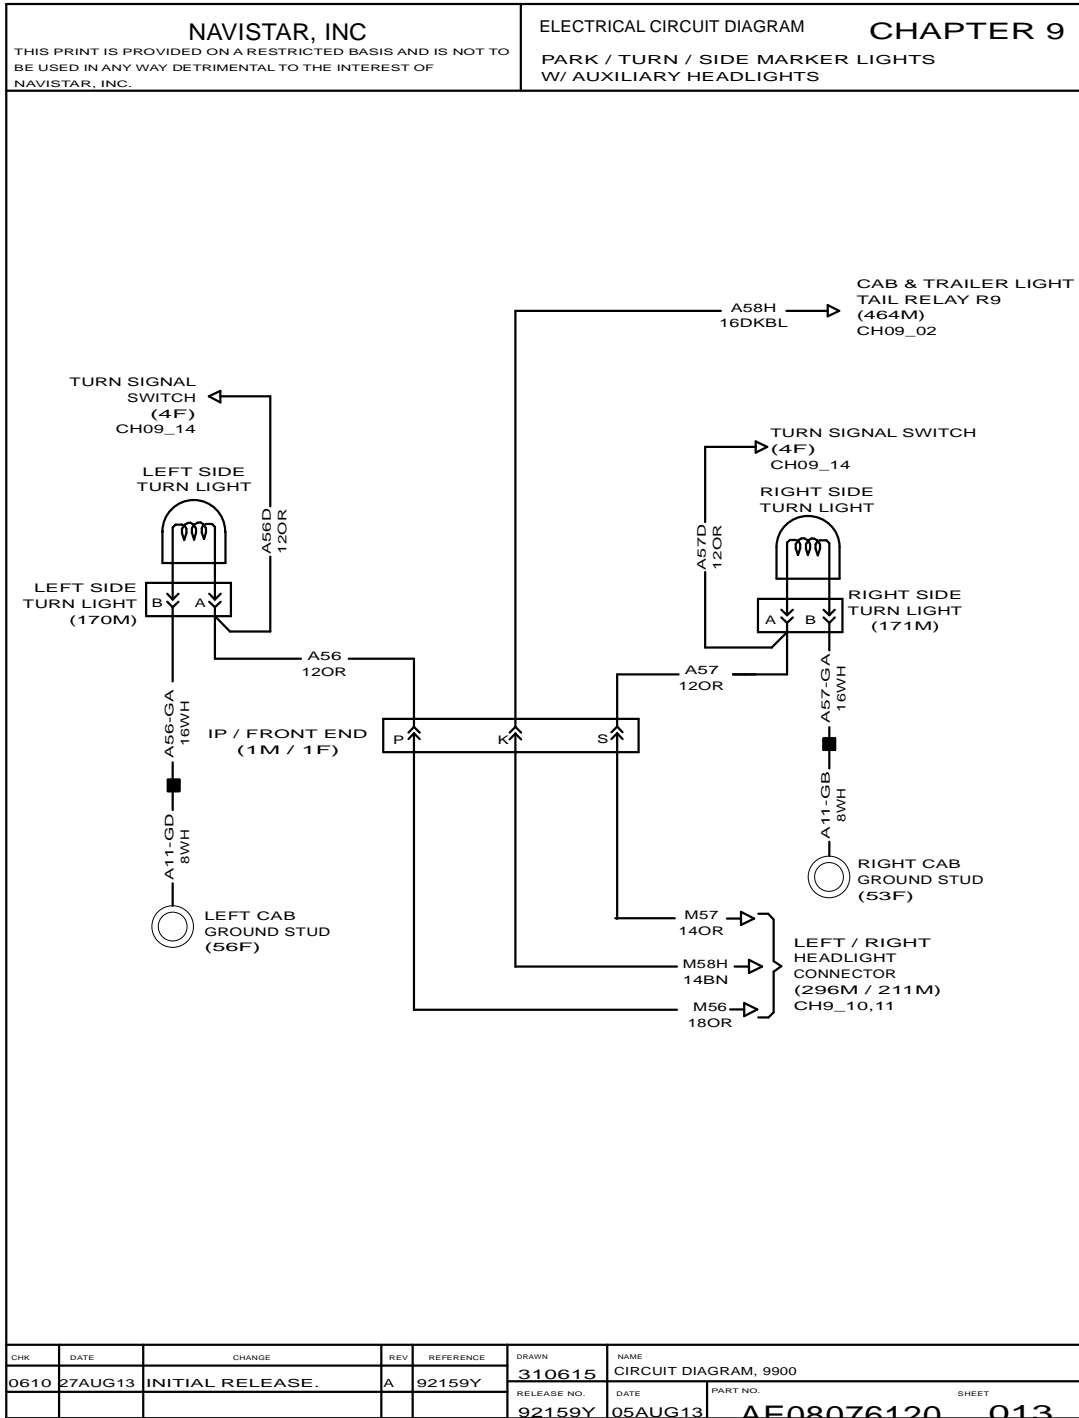 NAVISTAR, INC
THIS PRINT IS PROVIDED ON A RESTRICTED BASIS AND IS NOT TO
BE USED IN ANY WAY DETRIMENTAL TO THE INTEREST OF
NAVISTAR, INC.
ELECTRICAL CIRCUIT DIAGRAM
CHAPTER 9
PARK / TURN / SIDE MARKER LIGHTS
W/ AUXILIARY HEADLIGHTS
A58H
16DKBL
CAB & TRAILER LIGHT
TAIL RELAY R9
(464M)
CH09_02
TURN SIGNAL
SWITCH
(4F)
CH09_14
A56D
12OR
LEFT SIDE
TURN LIGHT
LEFT SIDE
TURN LIGHT
(170M)
B
A
A56
12OR
A56-GA
16WH
A11-GD
8WH
LEFT CAB
GROUND STUD
(56F)
TURN SIGNAL SWITCH
(4F)
CH09_14
A57D
12OR
RIGHT SIDE
TURN LIGHT
A
B
RIGHT SIDE
TURN LIGHT
(171M)
A57
12OR
A57-GA
16WH
A11-GB
8WH
RIGHT CAB
GROUND STUD
(53F)
IP / FRONT END
(1M / 1F)
P
K
S
M57
14OR
M58H
14BN
M56
18OR
LEFT / RIGHT
HEADLIGHT
CONNECTOR
(296M / 211M)
CH9_10,11
CHK
DATE
CHANGE
REV
REFERENCE
0610
27AUG13
INITIAL RELEASE.
A
92159Y
DRAWN
310615
NAME
CIRCUIT DIAGRAM, 9900
RELEASE NO.
92159Y
DATE
05AUG13
PART NO.
AE08076120
SHEET
013